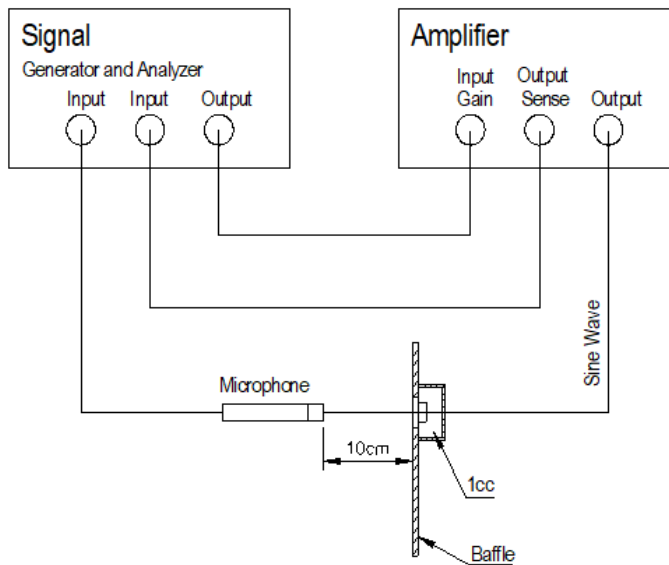 Signal
Generator and Analyzer
Input Input Output
Amplifier
Input Gain
Output Sense
Output
Sine Wave
Microphone
10cm
1cc
Baffle